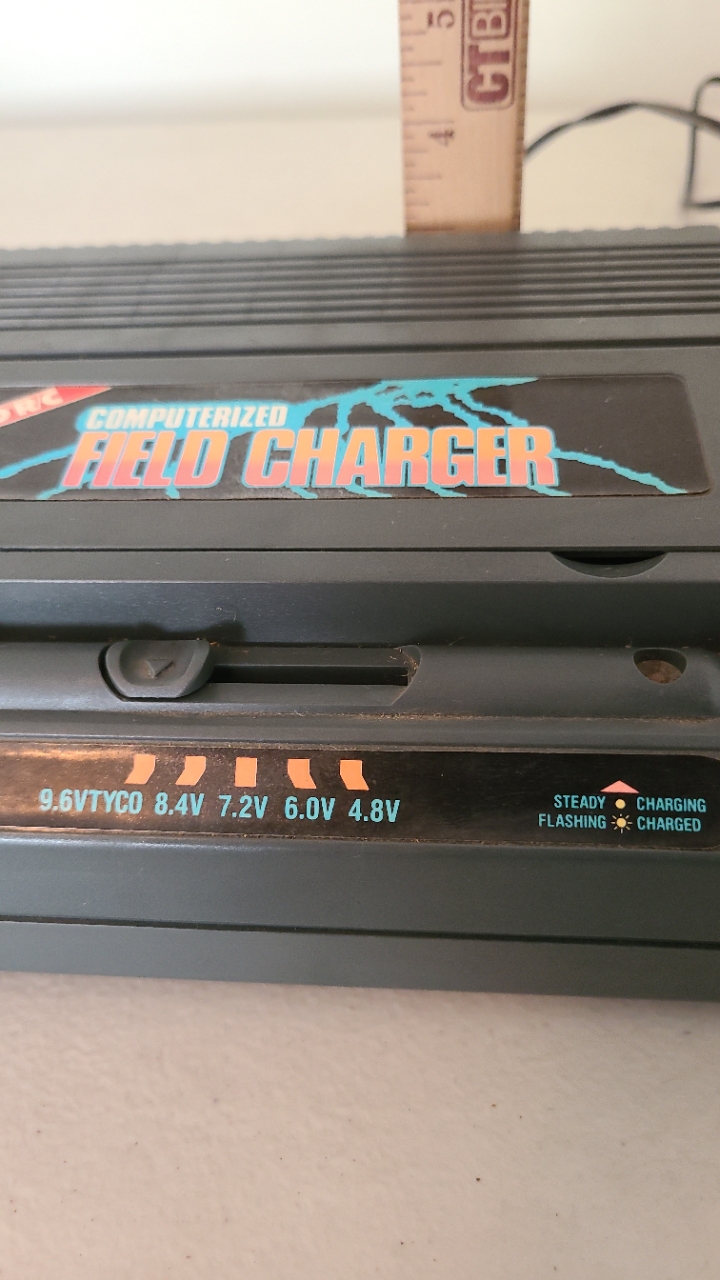 5
CTB
4
R/C
COMPUTERIZED
FIELD CHARGER
9.6VTYCO 8.4V 7.2V 6.0V 4.8V
STEADY CHARGING
FLASHING CHARGED